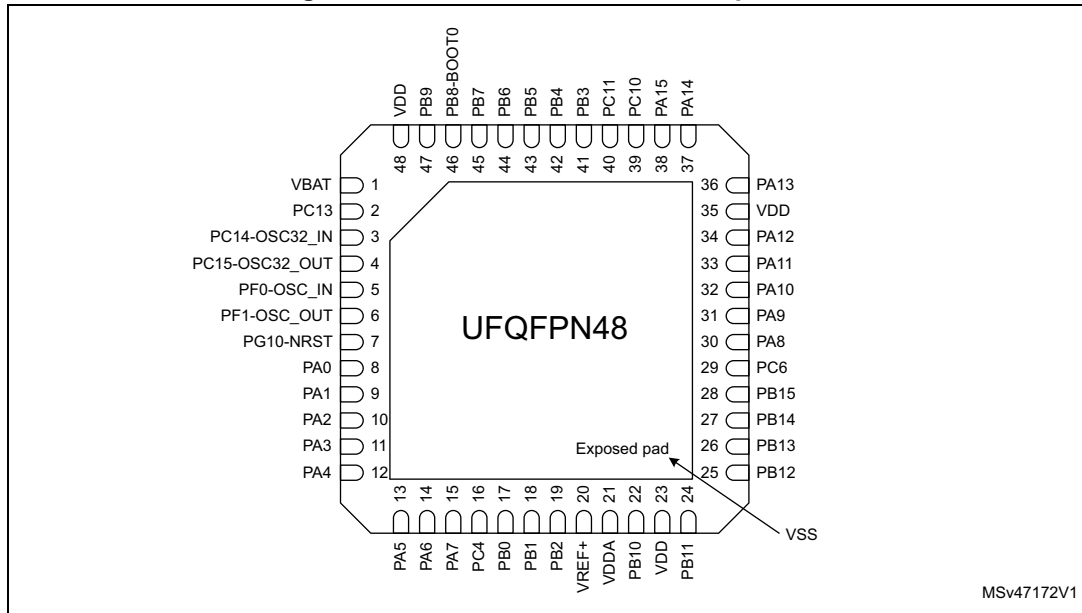 VDD PB9 PB8-BOOT0 PB7 PB6 PB5 PB4 PB3 PC11 PC10 PA15 PA14
48 47 46 45 44 43 42 41 40 39 38 37
VBAT 1 36 PA13
PC13 2 35 VDD
PC14-OSC32_IN 3 34 PA12
PC15-OSC32_OUT 4 33 PA11
PF0-OSC_IN 5 32 PA10
PF1-OSC_OUT 6 31 PA9
UFQFPN48
PG10-NRST 7 30 PA8
PA0 8 29 PC6
PA1 9 28 PB15
PA2 10 27 PB14
PA3 11 Exposed pad 26 PB13
PA4 12 25 PB12
13 14 15 16 17 18 19 20 21 22 23 24
PA5 PA6 PA7 PC4 PB0 PB1 PB2 VREF+ VDDA PB10 VDD PB11
VSS
MSv47172V1